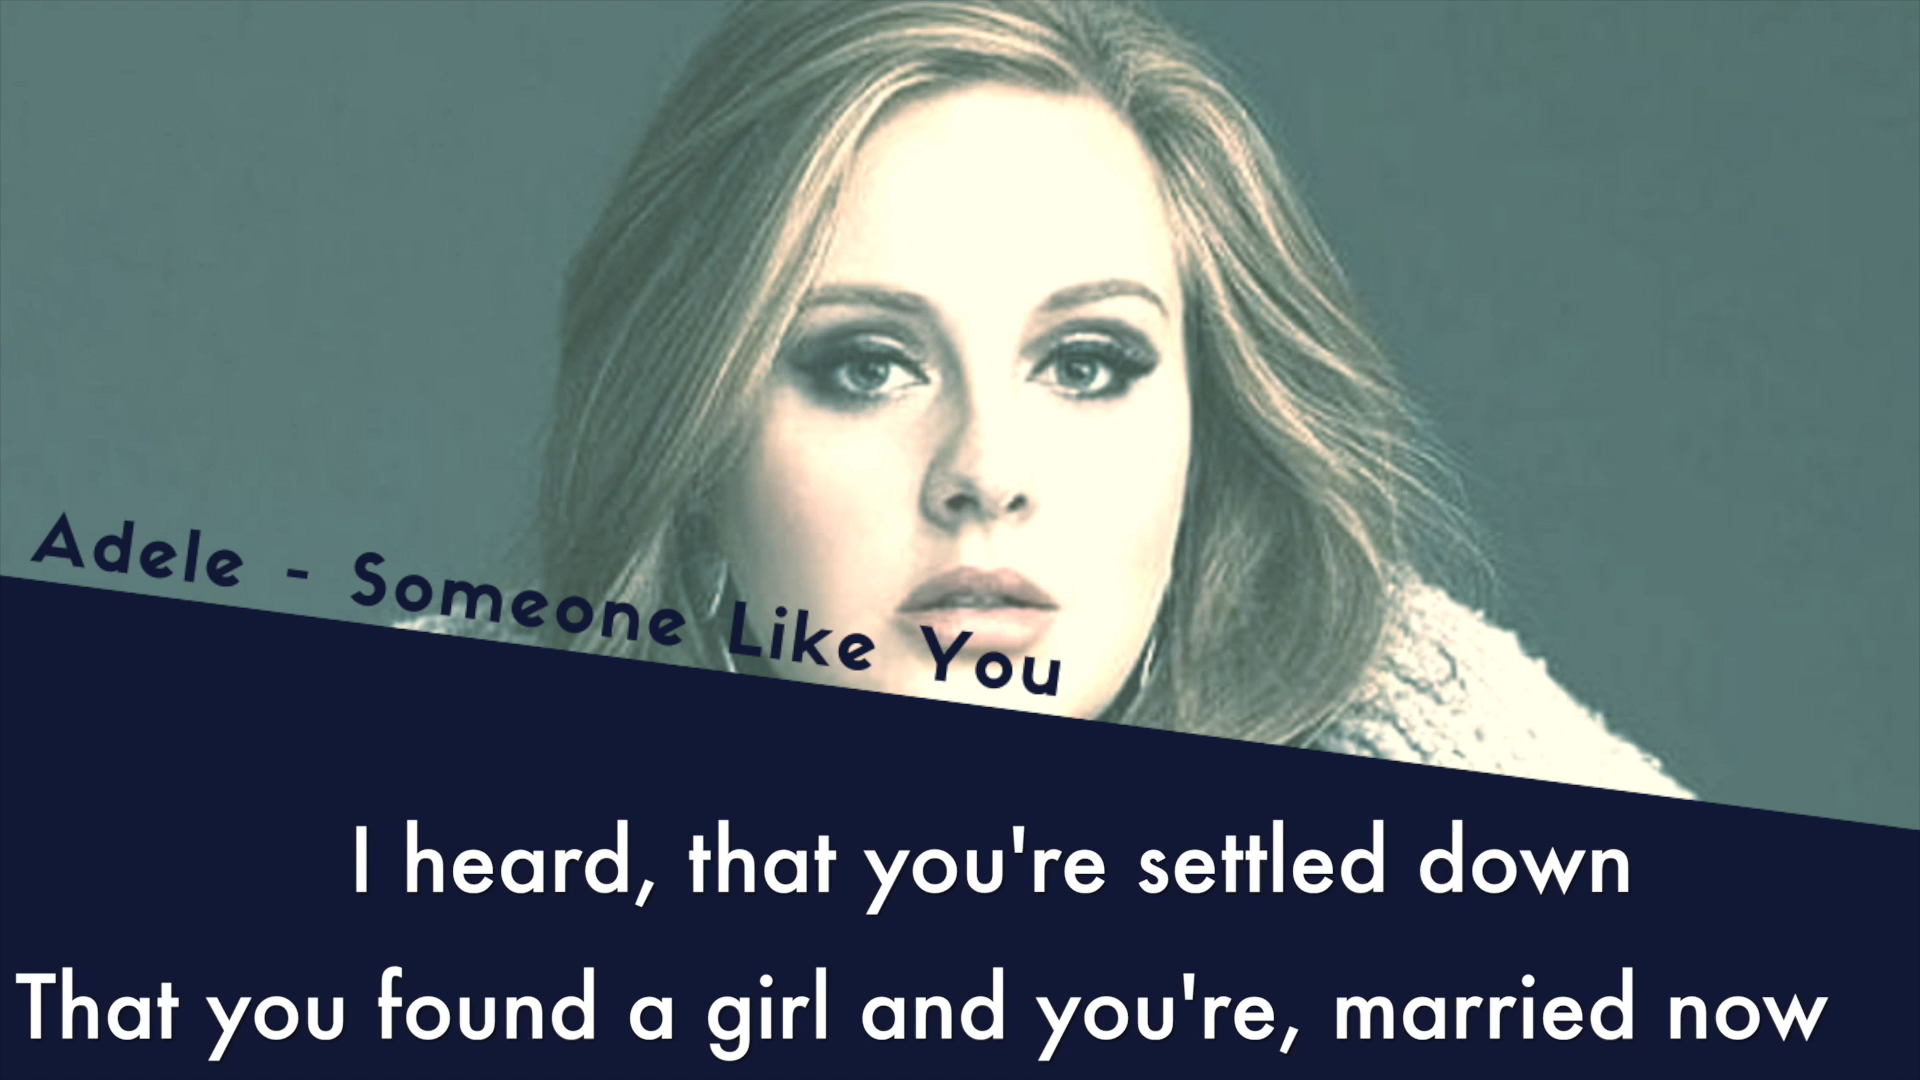 Adele - Someone Like You
I heard, that you're settled down
That you found a girl and you're, married now